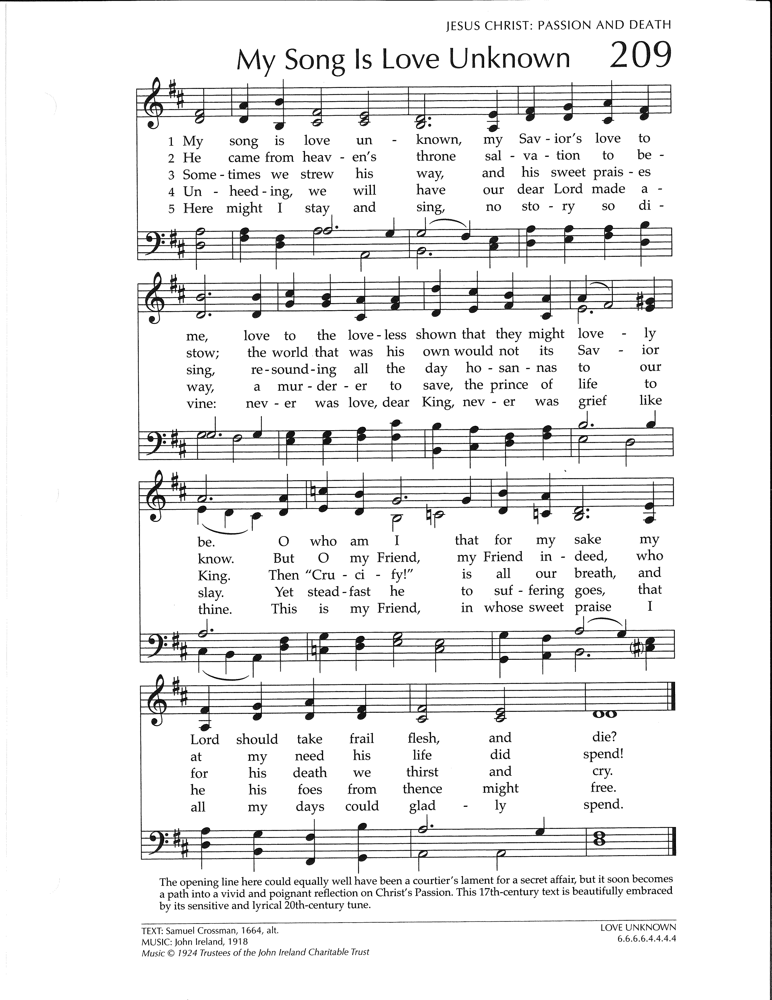 JESUS CHRIST: PASSION AND DEATH
My Song Is Love Unknown 209
1 My song is love un - known, my Sav - ior's love to
2 He came from heav - en's throne sal - va - tion to be -
3 Some - times we strew his way, and his sweet prais - es
4 Un - heed - ing, we will have our dear Lord made a -
5 Here might I stay and sing, no sto - ry so di -
me, love to the love - less shown that they might love - ly
stow; the world that was his own would not its Sav - ior
sing, re - sound - ing all the day ho - san - nas to our
way, a mur - der - er to save, the prince of life to
vine: nev - er was love, dear King, nev - er was grief like
be. O who am I that for my sake my
know. But O my Friend, my Friend in - deed, who
King. Then “Cru - ci - fy!” is all our breath, and
slay. Yet stead - fast he to suf - fering goes, that
thine. This is my Friend, in whose sweet praise I
Lord should take frail flesh, and die?
at my need his life did spend!
for his death we thirst and cry.
he his foes from thence might free.
all my days could glad - ly spend.
The opening line here could equally well have been a courtier's lament for a secret affair, but it soon becomes
a path into a vivid and poignant reflection on Christ's Passion. This 17th-century text is beautifully embraced
by its sensitive and lyrical 20th-century tune.
TEXT: Samuel Crossman, 1664, alt.
MUSIC: John Ireland, 1918
Music © 1924 Trustees of the John Ireland Charitable Trust
LOVE UNKNOWN
6.6.6.6.4.4.4.4